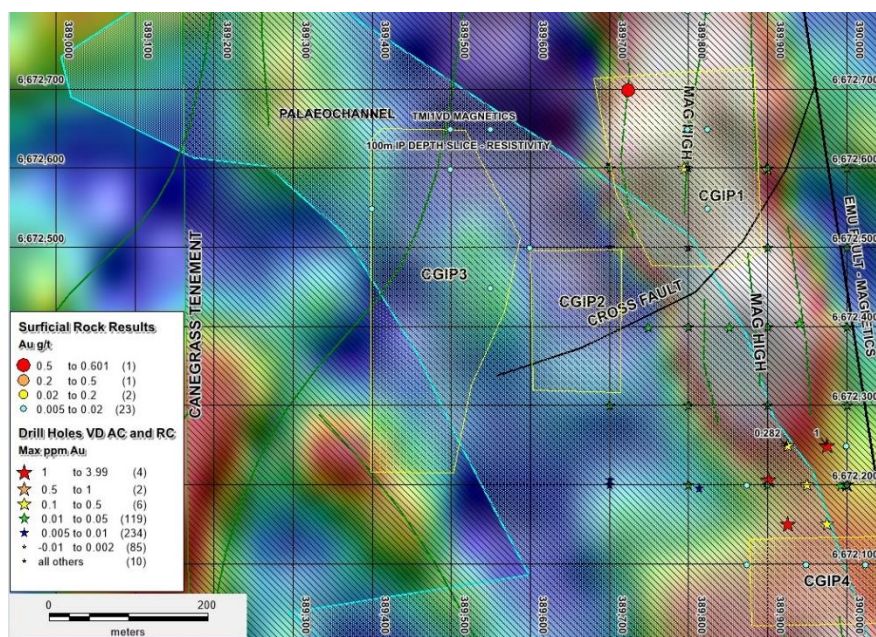 389,000
389,100
389,200
389,300
389,400
389,500
389,600
389,700
389,800
389,900
390,000
6,672,700
6,672,700
PALAEOCHANNEL
TMI1VD MAGNETICS
MAG HIGH
100m IP DEPTH SLICE - RESISTIVITY
6,672,600
6,672,600
CGIP1
EMU FAULT - MAGNETICS
6,672,500
6,672,500
CANEGRASS TENEMENT
CGIP3
CGIP2
CROSS FAULT
MAG HIGH
6,672,400
6,672,300
0.282
1
6,672,200
6,672,100
CGIP4
Surficial Rock Results
Au g/t
0.5 to 0.601 (1)
0.2 to 0.5 (1)
0.02 to 0.2 (2)
0.005 to 0.02 (23)
Drill Holes VD AC and RC
Max ppm Au
1 to 3.99 (4)
0.5 to 1 (2)
0.1 to 0.5 (6)
0.01 to 0.05 (119)
0.005 to 0.01 (234)
-0.01 to 0.002 (85)
all others (10)
0 200
meters
389,000
389,100
389,200
389,300
389,400
389,500
389,600
389,700
389,800
389,900
390,000